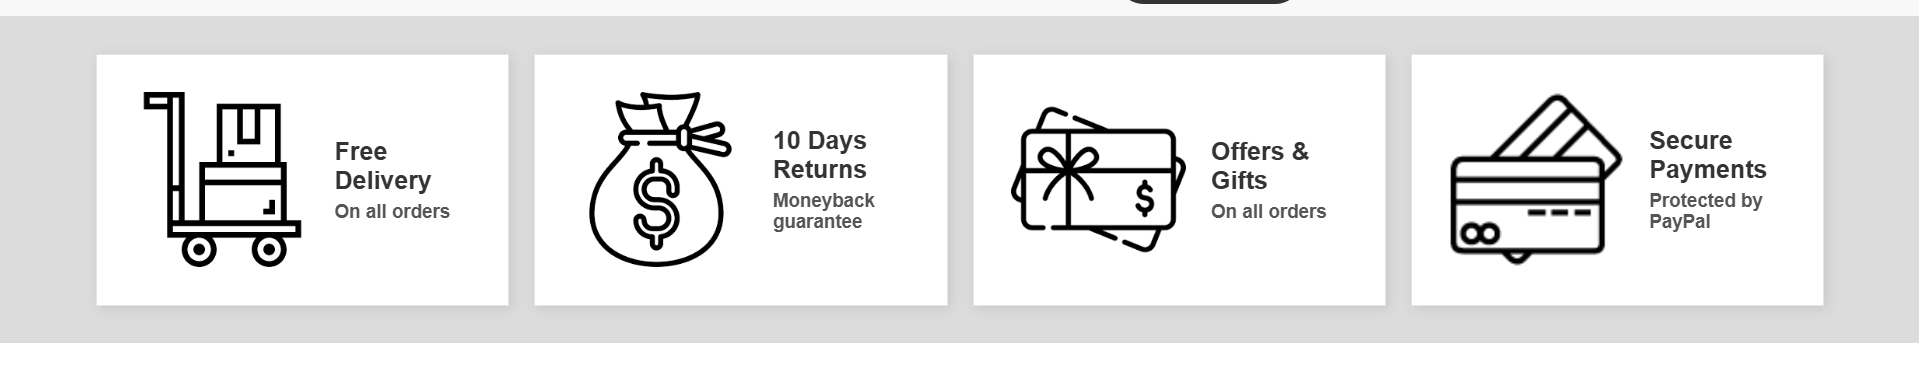 Free
Delivery
On all orders
10 Days
Returns
Moneyback
guarantee
$
Offers &
Gifts
On all orders
$
Secure
Payments
Protected by
PayPal